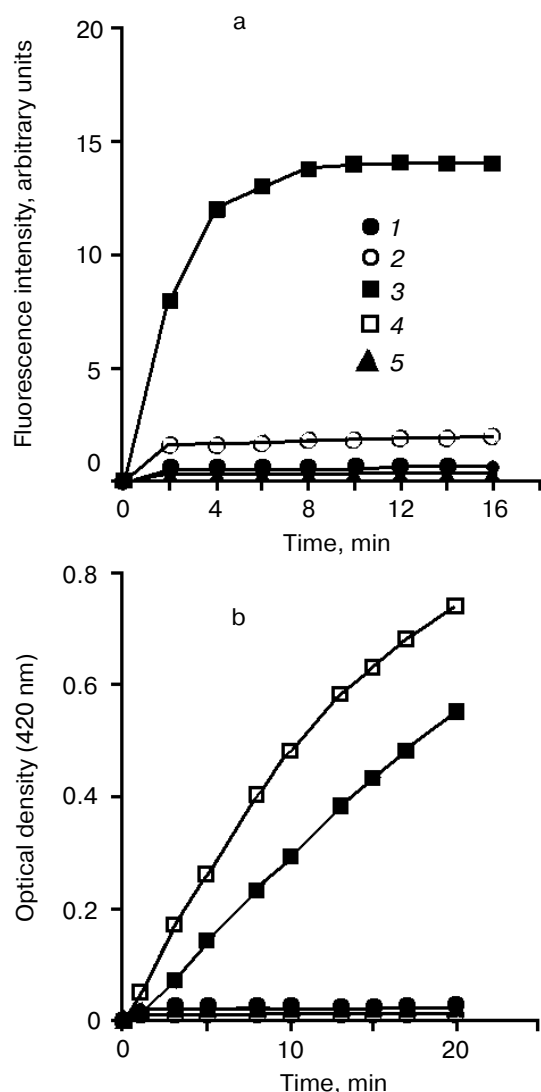 a
Fluorescence intensity, arbitrary units
20
15
10
5
0
1
2
3
4
5
0 4 8 12 16
Time, min
b
Optical density (420 nm)
0.8
0.6
0.4
0.2
0
0 10 20
Time, min